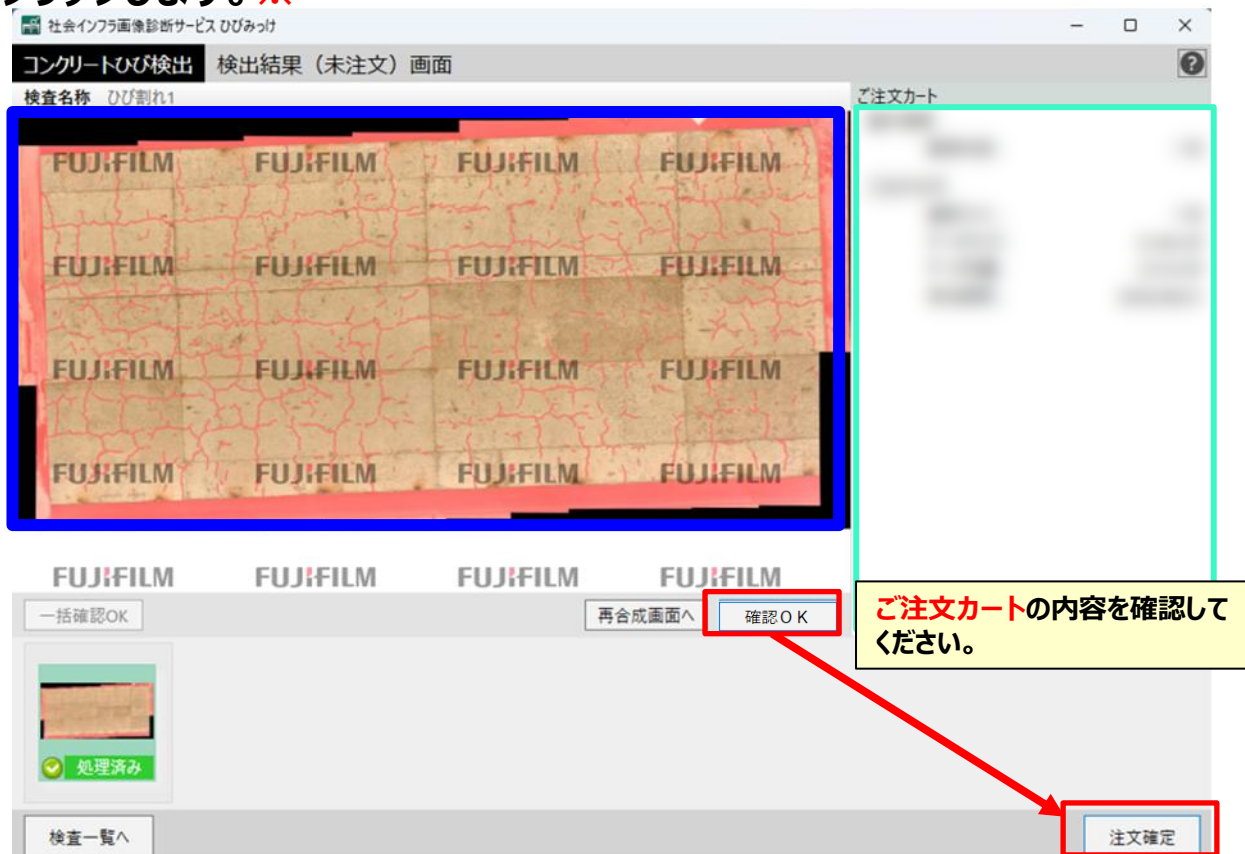 クリックします。※
社会インフラ画像診断サービス ひびみっけ
コンクリートひび検出 検出結果（未注文）画面
検査名称 ひび割れ1
ご注文カート
FUJIFILM FUJIFILM FUJIFILM FUJIFILM
FUJIFILM FUJIFILM FUJIFILM FUJIFILM
FUJIFILM FUJIFILM FUJIFILM FUJIFILM
FUJIFILM FUJIFILM FUJIFILM FUJIFILM
FUJIFILM FUJIFILM FUJIFILM FUJIFILM
一括確認OK 再合成画面へ 確認ＯＫ
ご注文カートの内容を確認して
ください。
処理済み
検査一覧へ 注文確定